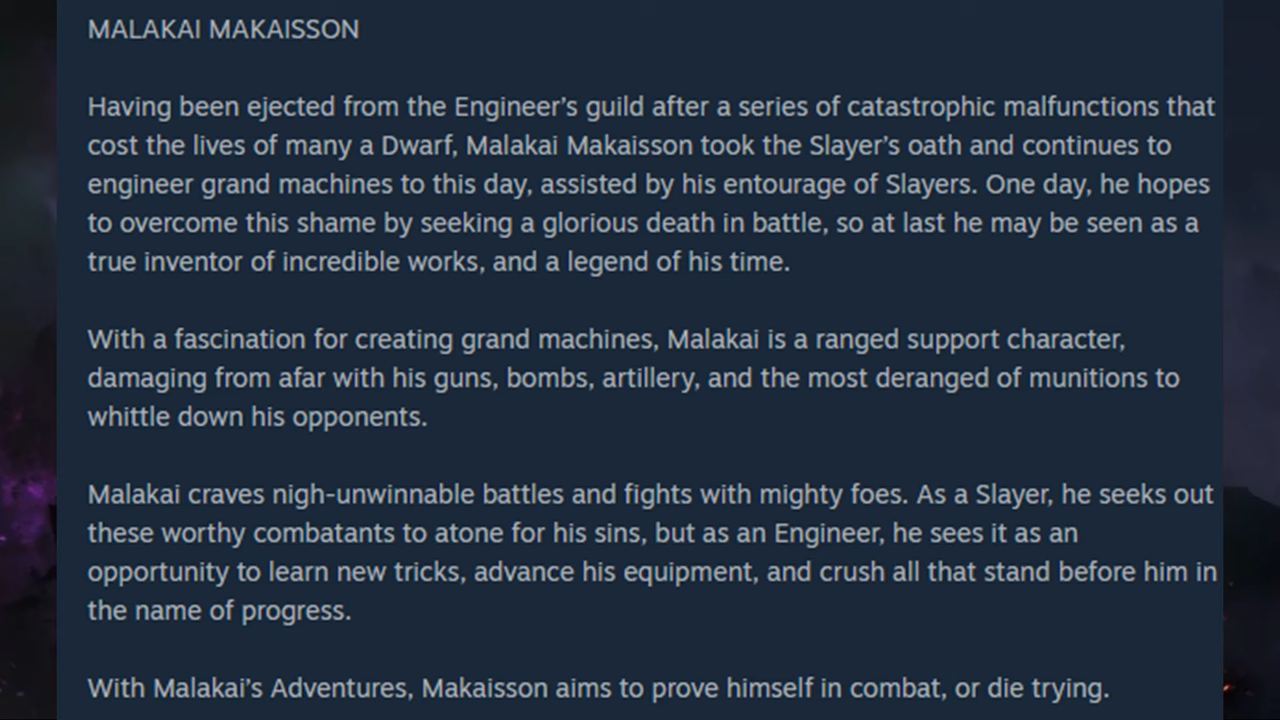 MALAKAI MAKAISSON
Having been ejected from the Engineer’s guild after a series of catastrophic malfunctions that
cost the lives of many a Dwarf, Malakai Makaisson took the Slayer’s oath and continues to
engineer grand machines to this day, assisted by his entourage of Slayers. One day, he hopes
to overcome this shame by seeking a glorious death in battle, so at last he may be seen as a
true inventor of incredible works, and a legend of his time.
With a fascination for creating grand machines, Malakai is a ranged support character,
damaging from afar with his guns, bombs, artillery, and the most deranged of munitions to
whittle down his opponents.
Malakai craves nigh-unwinnable battles and fights with mighty foes. As a Slayer, he seeks out
these worthy combatants to atone for his sins, but as an Engineer, he sees it as an
opportunity to learn new tricks, advance his equipment, and crush all that stand before him in
the name of progress.
With Malakai’s Adventures, Makaisson aims to prove himself in combat, or die trying.